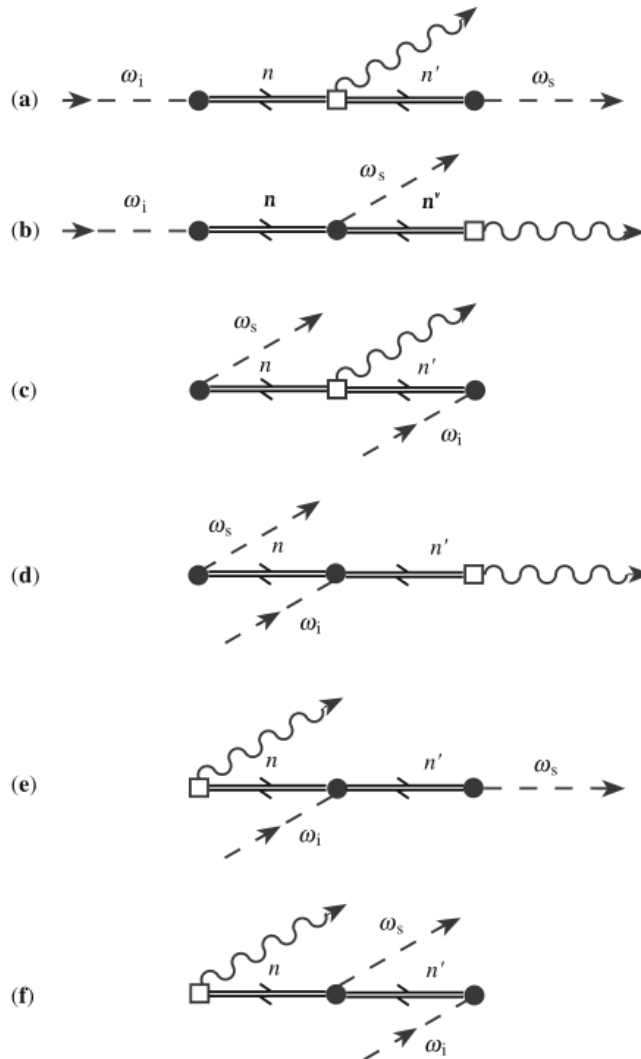 n n′
(a) ωi ωs
ωs
(b) ωi n n′
ωs
(c) n n′
ωi
ωs
(d) n n′
ωi
(e) n n′ ωs
ωi
ωs
(f) n n′
ωi